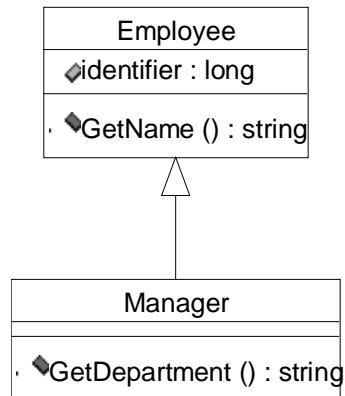 Employee
identifier : long
GetName () : string
Manager
GetDepartment () : string